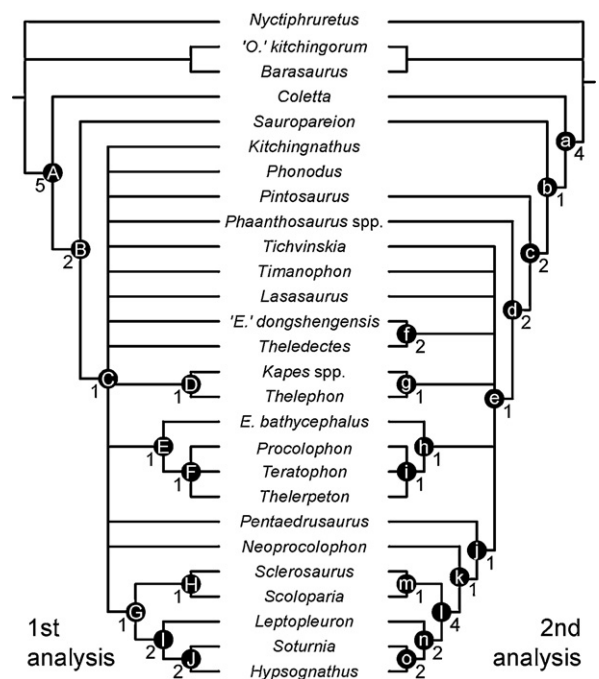 Nyctiphruretus
'O.' kitchingorum
Barasaurus
Coletta
Sauropareion
a
4
Kitchingnathus
A
5
Phonodus
b
1
Pintosaurus
Phaanthosaurus spp.
Tichvinskia
B
2
c
2
Timanophon
Lasasaurus
d
2
'E.' dongshengensis
f
2
Theledectes
Kapes spp.
C
1
D
1
g
1
e
1
Thelephon
E. bathycephalus
Procolophon
E
1
h
1
Teratophon
F
1
i
1
Thelerpeton
Pentaedrusaurus
Neoprocolophon
j
1
Sclerosaurus
H
1
m
1
k
1
Scoloparia
G
1
l
4
Leptopleuron
1st
analysis
I
2
n
2
2nd
analysis
Soturnia
J
2
o
2
Hypsognathus